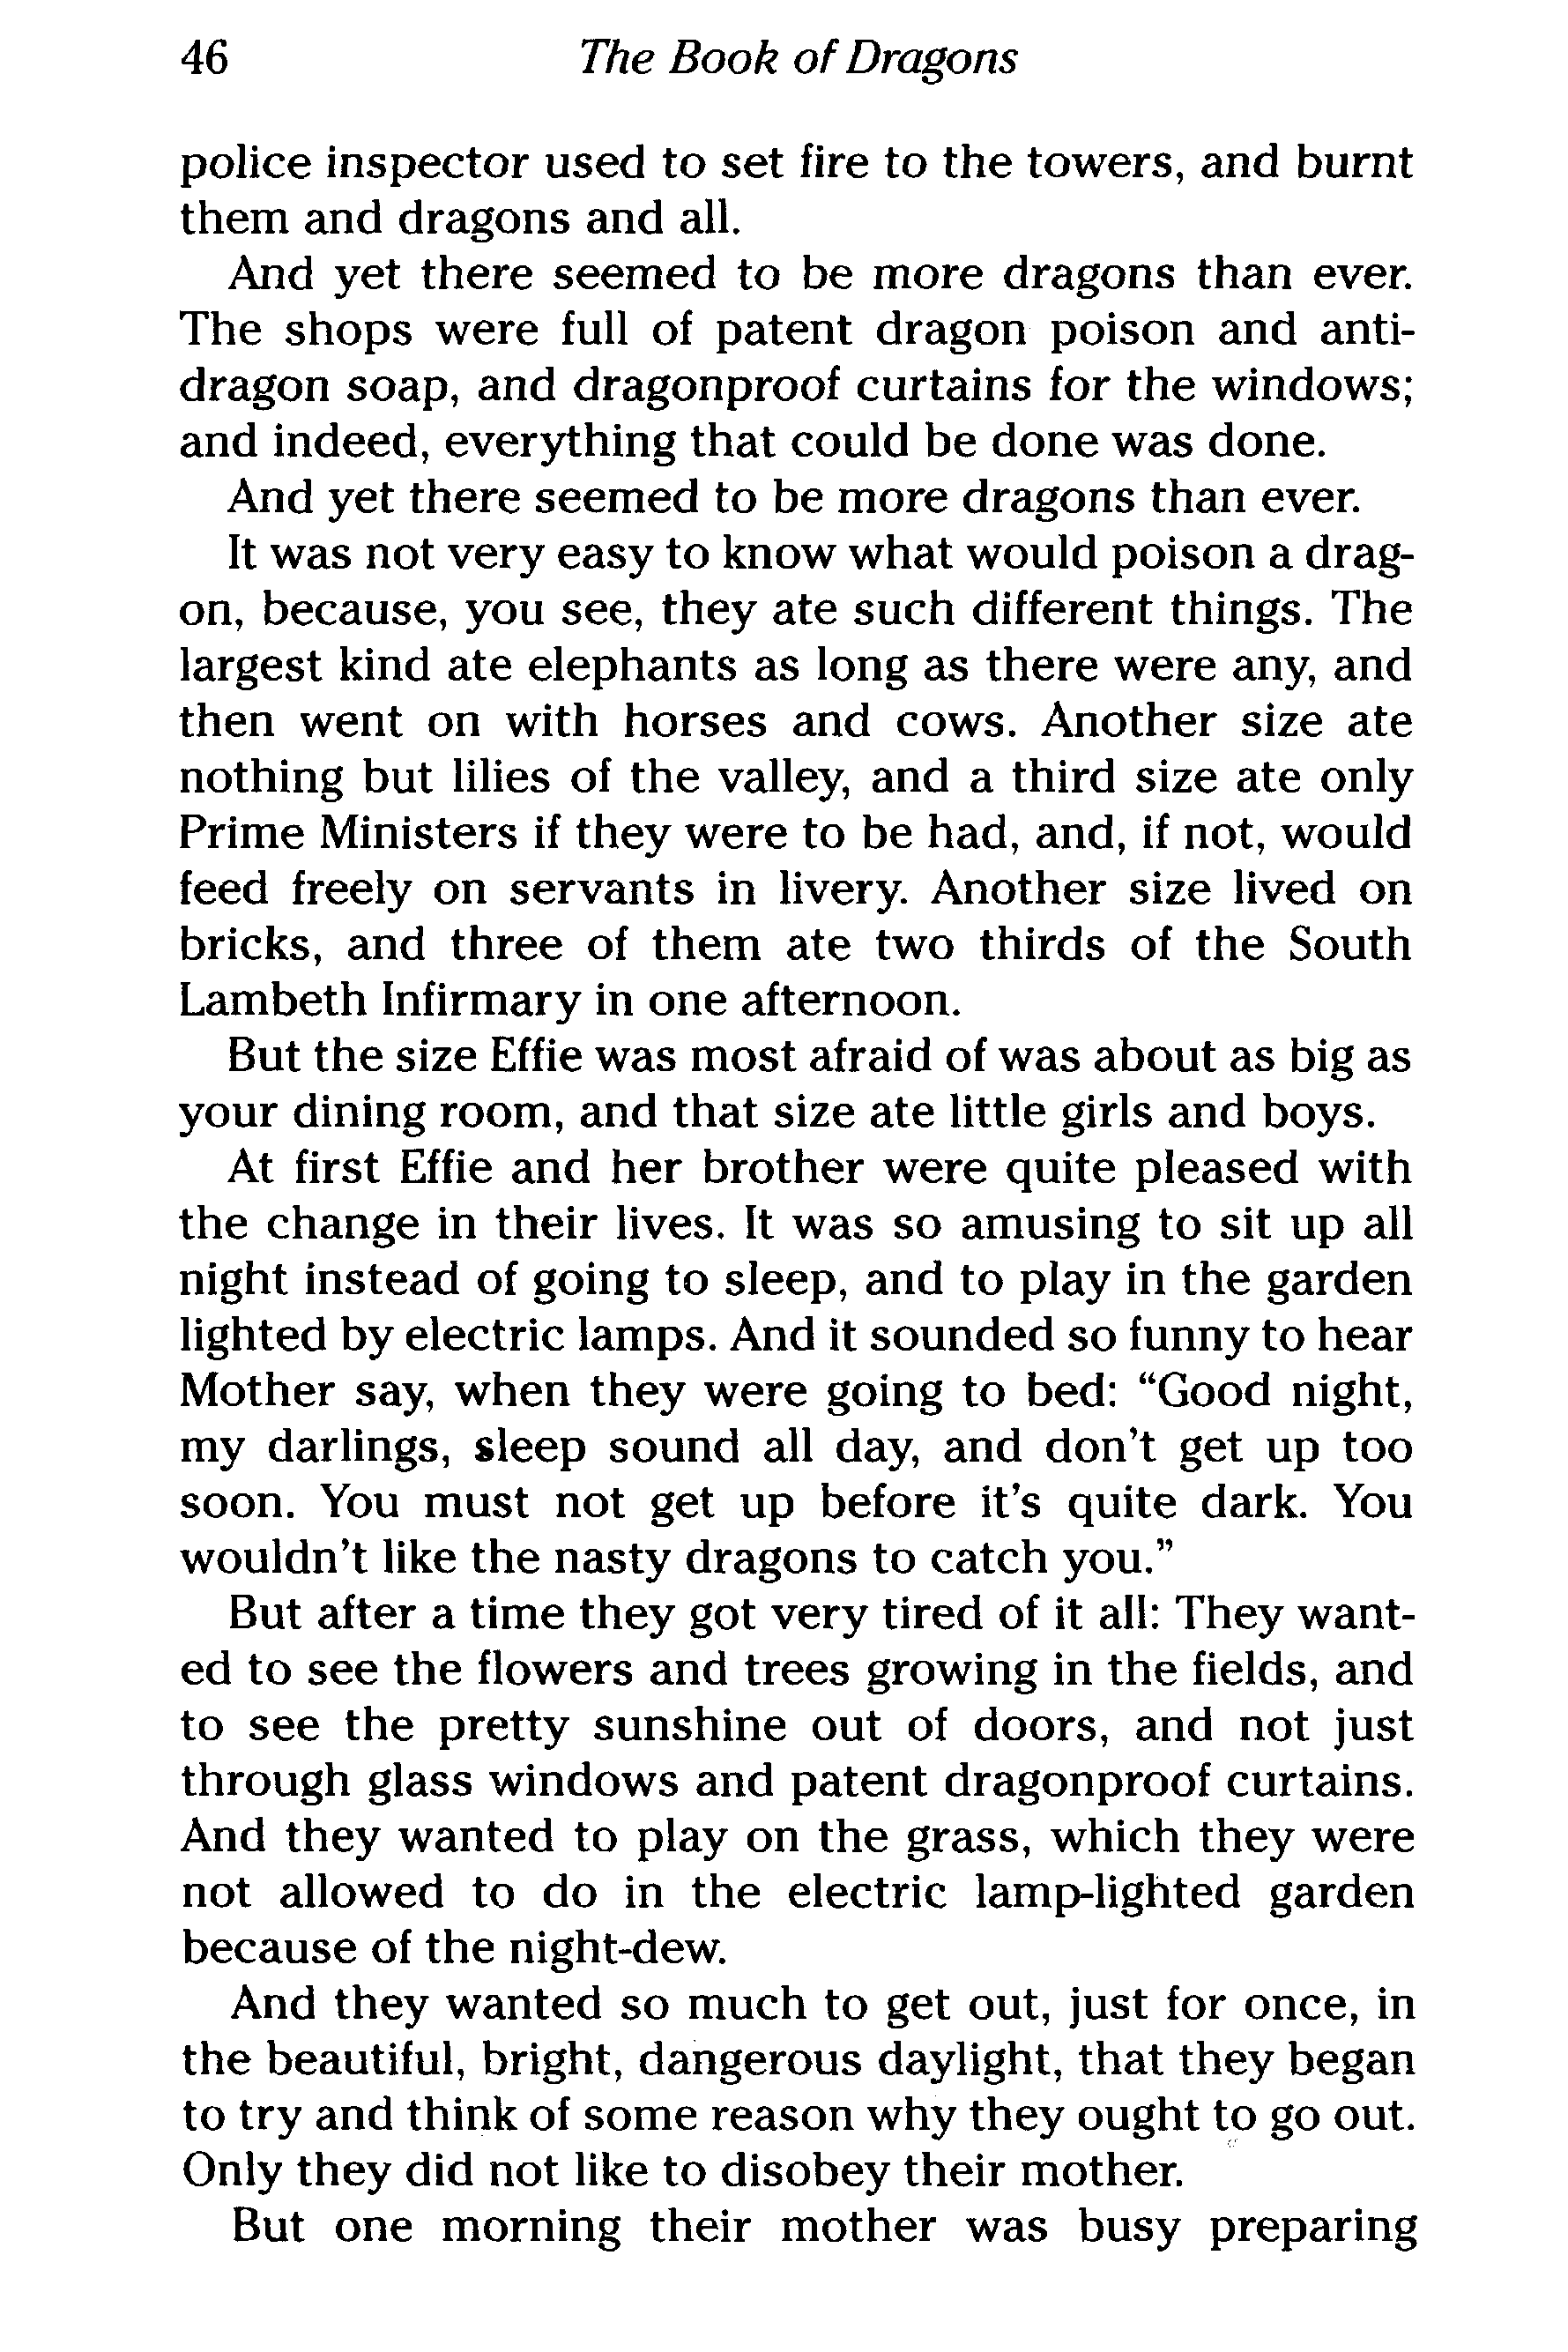 46 The Book of Dragons
police inspector used to set fire to the towers, and burnt
them and dragons and all.
And yet there seemed to be more dragons than ever.
The shops were full of patent dragon poison and anti-
dragon soap, and dragonproof curtains for the windows;
and indeed, everything that could be done was done.
And yet there seemed to be more dragons than ever.
It was not very easy to know what would poison a drag-
on, because, you see, they ate such different things. The
largest kind ate elephants as long as there were any, and
then went on with horses and cows. Another size ate
nothing but lilies of the valley, and a third size ate only
Prime Ministers if they were to be had, and, if not, would
feed freely on servants in livery. Another size lived on
bricks, and three of them ate two thirds of the South
Lambeth Infirmary in one afternoon.
But the size Effie was most afraid of was about as big as
your dining room, and that size ate little girls and boys.
At first Effie and her brother were quite pleased with
the change in their lives. It was so amusing to sit up all
night instead of going to sleep, and to play in the garden
lighted by electric lamps. And it sounded so funny to hear
Mother say, when they were going to bed: “Good night,
my darlings, sleep sound all day, and don’t get up too
soon. You must not get up before it’s quite dark. You
wouldn’t like the nasty dragons to catch you.”
But after a time they got very tired of it all: They want-
ed to see the flowers and trees growing in the fields, and
to see the pretty sunshine out of doors, and not just
through glass windows and patent dragonproof curtains.
And they wanted to play on the grass, which they were
not allowed to do in the electric lamp-lighted garden
because of the night-dew.
And they wanted so much to get out, just for once, in
the beautiful, bright, dangerous daylight, that they began
to try and think of some reason why they ought to go out.
Only they did not like to disobey their mother.
But one morning their mother was busy preparing